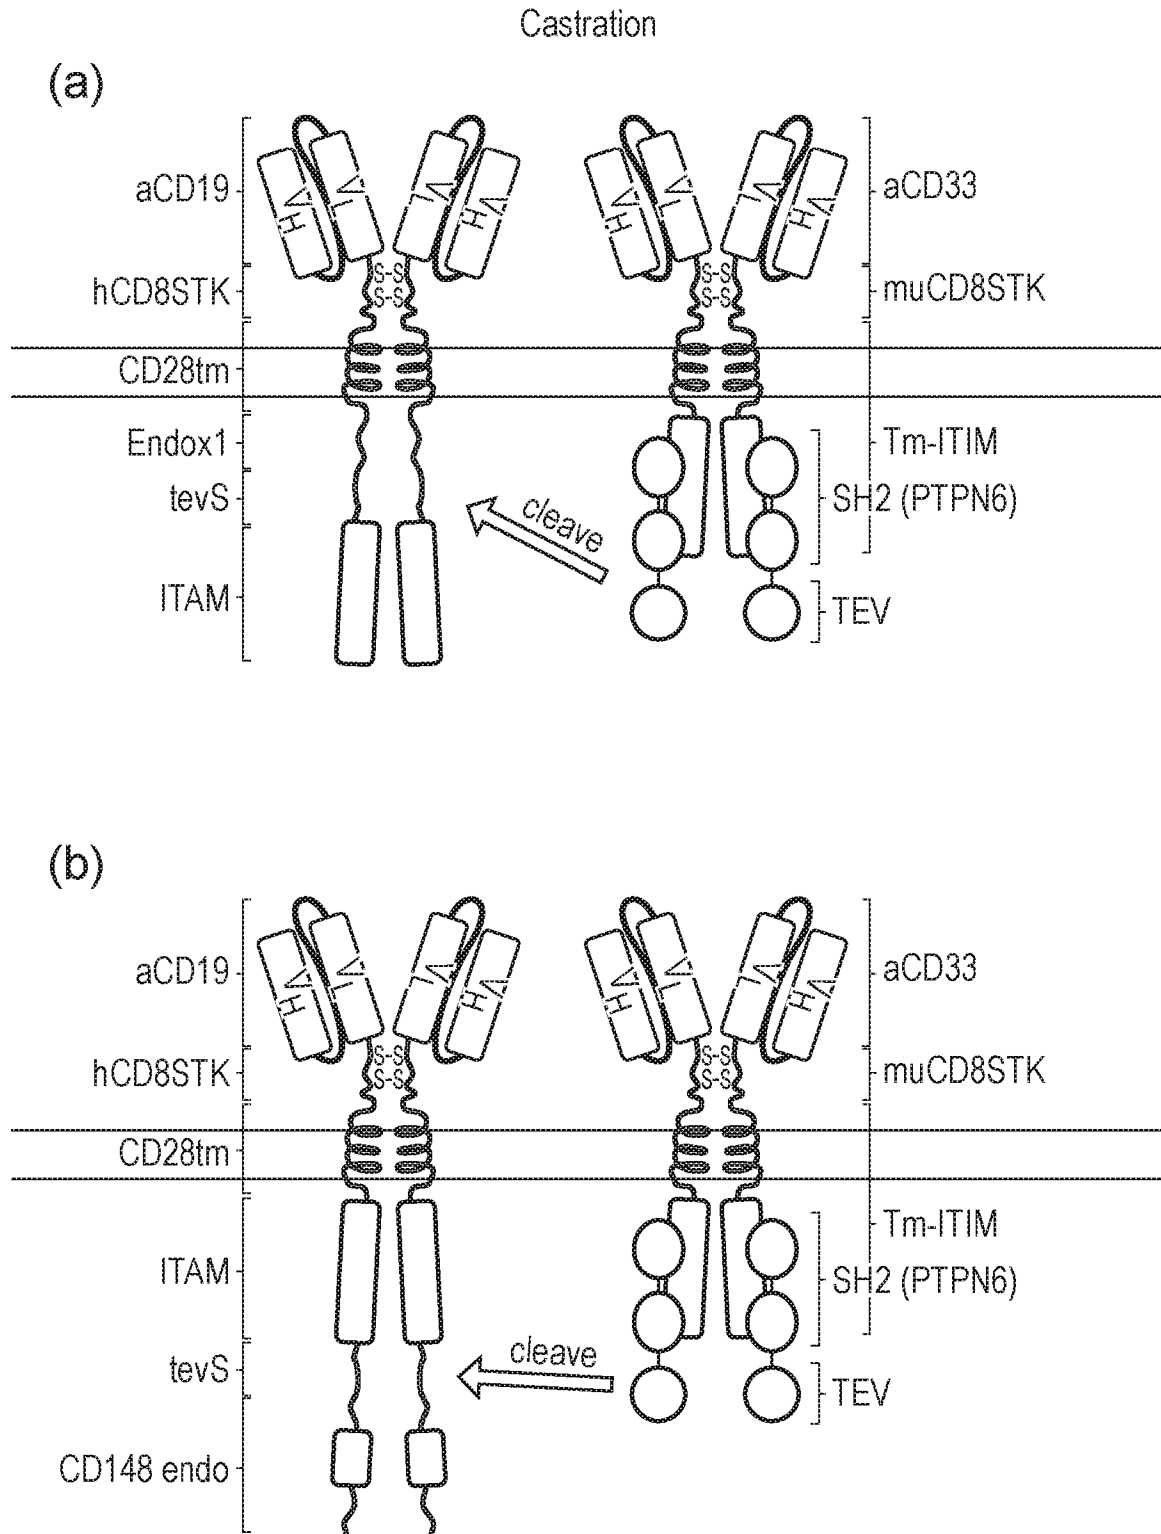 Castration
(a)
aCD19
VH
VL
VL
VH
VH
VL
VL
VH
aCD33
hCD8STK
S-S
S-S
S-S
S-S
muCD8STK
CD28tm
Endox1
tevS
ITAM
cleave
Tm-ITIM
SH2 (PTPN6)
TEV
(b)
aCD19
VH
VL
VL
VH
VH
VL
VL
VH
aCD33
hCD8STK
S-S
S-S
S-S
S-S
muCD8STK
CD28tm
ITAM
tevS
CD148 endo
cleave
Tm-ITIM
SH2 (PTPN6)
TEV